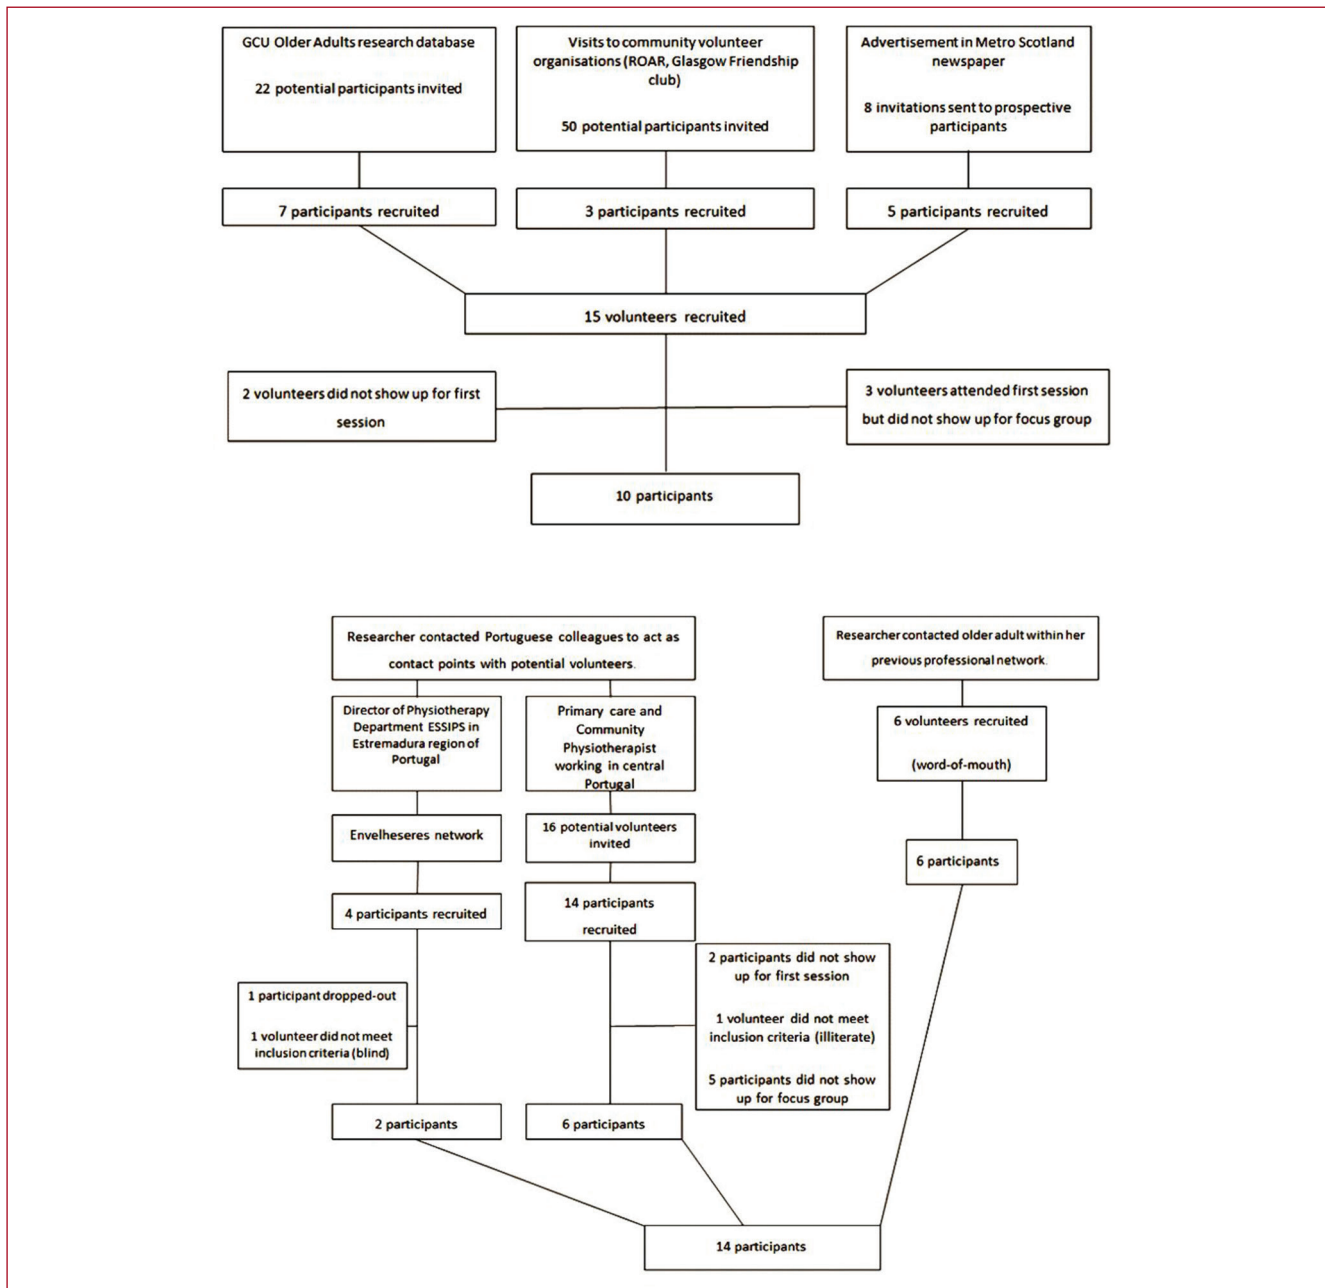 GCU Older Adults research database
22 potential participants invited
Visits to community volunteer
organisations (ROAR, Glasgow Friendship
club)
50 potential participants invited
Advertisement in Metro Scotland
newspaper
8 invitations sent to prospective
participants
7 participants recruited
3 participants recruited
5 participants recruited
15 volunteers recruited
2 volunteers did not show up for first
session
3 volunteers attended first session
but did not show up for focus group
10 participants
Researcher contacted Portuguese colleagues to act as
contact points with potential volunteers.
Researcher contacted older adult within her
previous professional network.
Director of Physiotherapy
Department ESSIPS in
Estremadura region of
Portugal
Primary care and
Community
Physiotherapist
working in central
Portugal
6 volunteers recruited
(word-of-mouth)
Envelheseres network
16 potential volunteers
invited
6 participants
4 participants recruited
14 participants
recruited
1 participant dropped-out
1 volunteer did not meet
inclusion criteria (blind)
2 participants did not show
up for first session
1 volunteer did not meet
inclusion criteria (illiterate)
5 participants did not show
up for focus group
2 participants
6 participants
14 participants